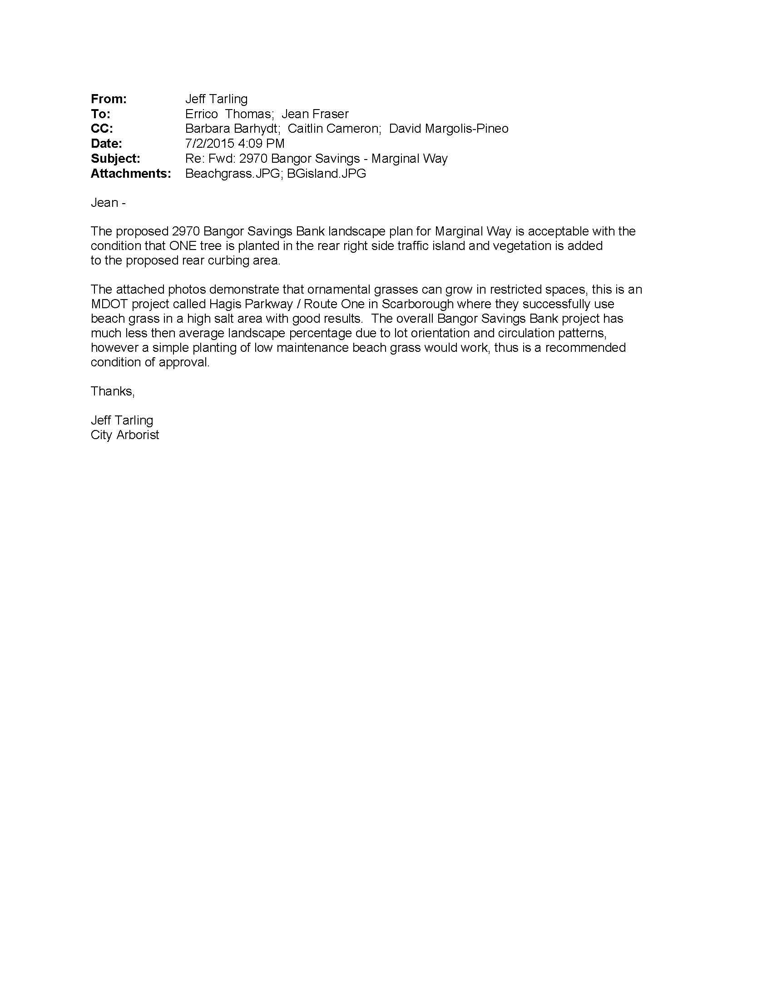 From: Jeff Tarling
To: Errico  Thomas;  Jean Fraser
CC: Barbara Barhydt;  Caitlin Cameron;  David Margolis-Pineo
Date: 7/2/2015 4:09 PM
Subject: Re: Fwd: 2970 Bangor Savings - Marginal Way
Attachments: Beachgrass.JPG; BGisland.JPG
Jean -
The proposed 2970 Bangor Savings Bank landscape plan for Marginal Way is acceptable with the
condition that ONE tree is planted in the rear right side traffic island and vegetation is added
to the proposed rear curbing area.
The attached photos demonstrate that ornamental grasses can grow in restricted spaces, this is an
MDOT project called Hagis Parkway / Route One in Scarborough where they successfully use
beach grass in a high salt area with good results.  The overall Bangor Savings Bank project has
much less then average landscape percentage due to lot orientation and circulation patterns,
however a simple planting of low maintenance beach grass would work, thus is a recommended
condition of approval.
Thanks,
Jeff Tarling
City Arborist